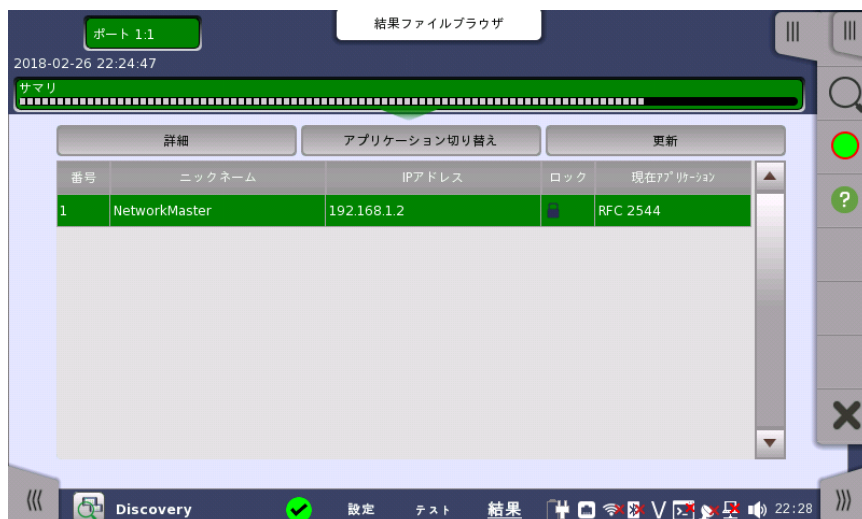 ポート 1:1
結果ファイルブラウザ
2018-02-26 22:24:47
サマリ
詳細
アプリケーション切り替え
更新
番号 ニックネーム IPアドレス ロック 現在ｱﾌﾟﾘｹｰｼｮﾝ
1 NetworkMaster 192.168.1.2 RFC 2544
?
Discovery 設定 テスト 結果 22:28